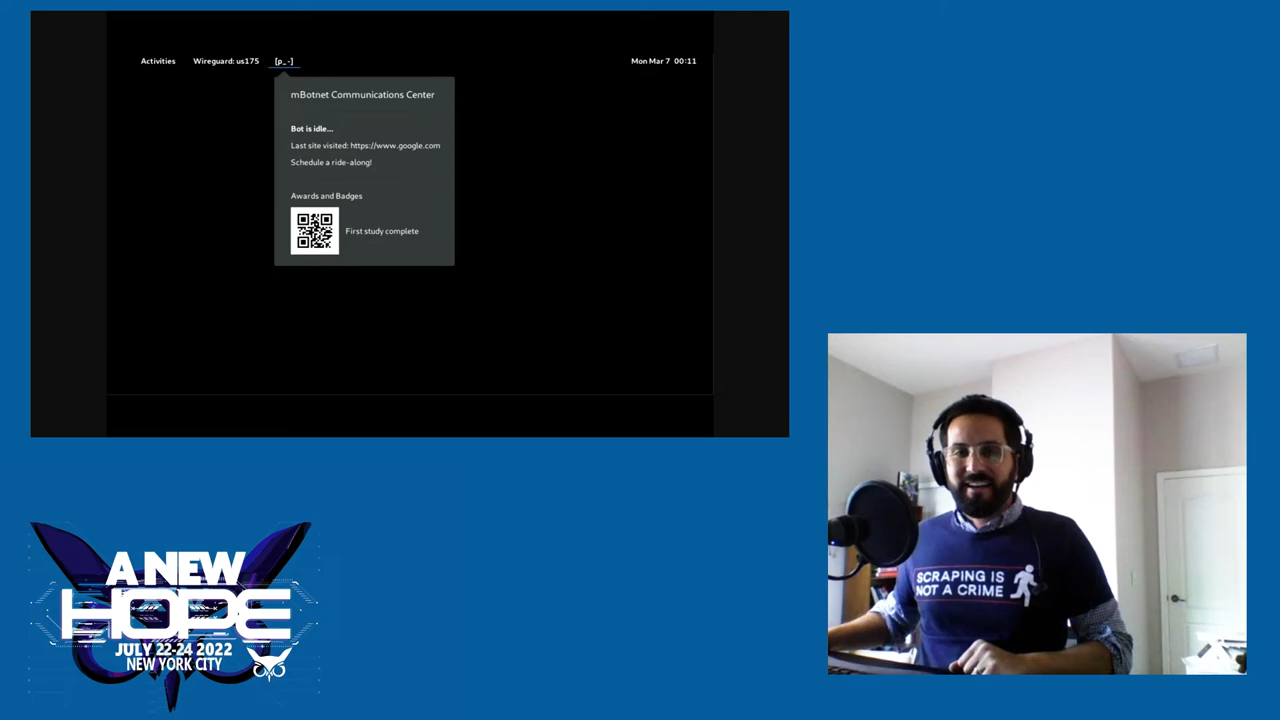 Activities
Wireguard: us175
[p_-]
Mon Mar 7 00:11
mBotnet Communications Center
Bot is idle...
Last site visited: https://www.google.com
Schedule a ride-along!
Awards and Badges
First study complete
SCRAPING IS
NOT A CRIME
A NEW
HOPE
JULY 22-24 2022
NEW YORK CITY